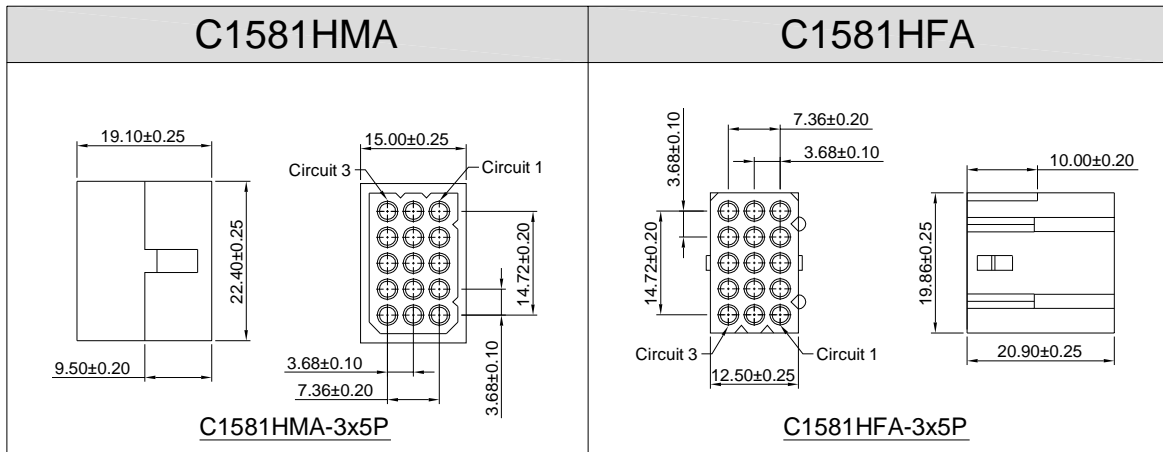 C1581HMA
C1581HFA
19.10±0.25
22.40±0.25
9.50±0.20
15.00±0.25
Circuit 3
Circuit 1
14.72±0.20
3.68±0.10
3.68±0.10
7.36±0.20
C1581HMA-3x5P
7.36±0.20
3.68±0.10
3.68±0.10
14.72±0.20
Circuit 3
Circuit 1
12.50±0.25
10.00±0.20
19.86±0.25
20.90±0.25
C1581HFA-3x5P